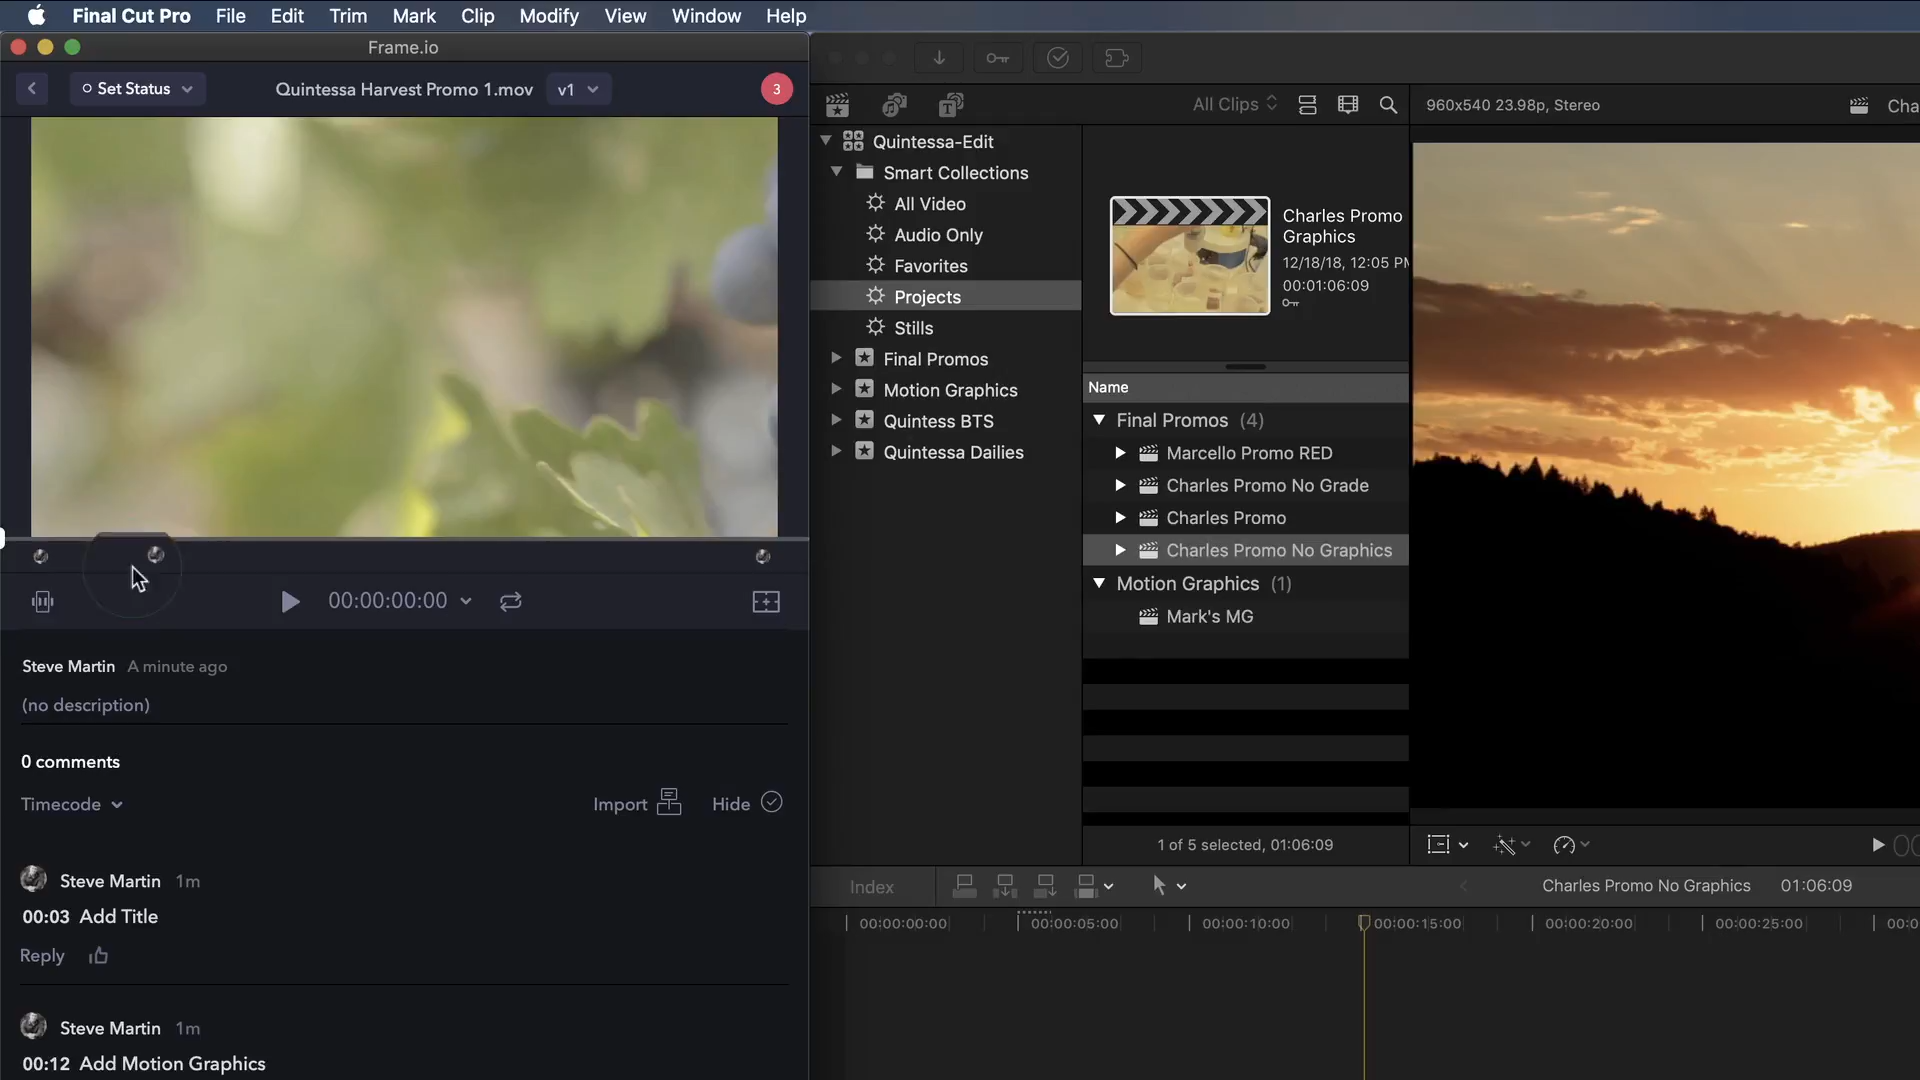 Final Cut Pro File Edit Trim Mark Clip Modify View Window Help
Frame.io
Set Status Quintessa Harvest Promo 1.mov v1 3
00:00:00:00
Steve Martin A minute ago
(no description)
0 comments
Timecode Import Hide
Steve Martin 1m
00:03 Add Title
Reply
Steve Martin 1m
00:12 Add Motion Graphics
All Clips
Quintessa-Edit
Smart Collections
All Video
Audio Only
Favorites
Projects
Stills
Final Promos
Motion Graphics
Quintess BTS
Quintessa Dailies
Charles Promo
Graphics
12/18/18, 12:05 PM
00:01:06:09
Name
Final Promos (4)
Marcello Promo RED
Charles Promo No Grade
Charles Promo
Charles Promo No Graphics
Motion Graphics (1)
Mark's MG
1 of 5 selected, 01:06:09
960x540 23.98p, Stereo
Cha
Index
Charles Promo No Graphics 01:06:09
00:00:00:00 00:00:05:00 00:00:10:00 00:00:15:00 00:00:20:00 00:00:25:00 00:0